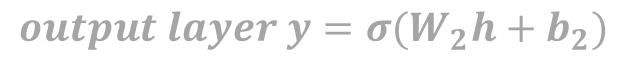 output layer y = σ(W₂h + b₂)